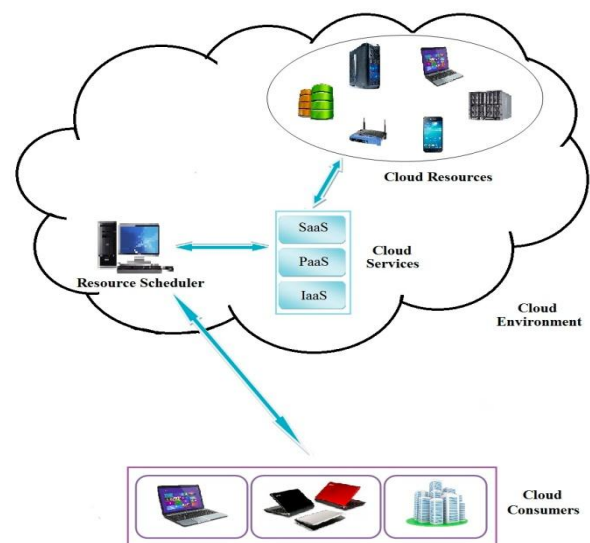 Cloud Resources
SaaS
PaaS
IaaS
Cloud
Services
Resource Scheduler
Cloud
Environment
Cloud
Consumers